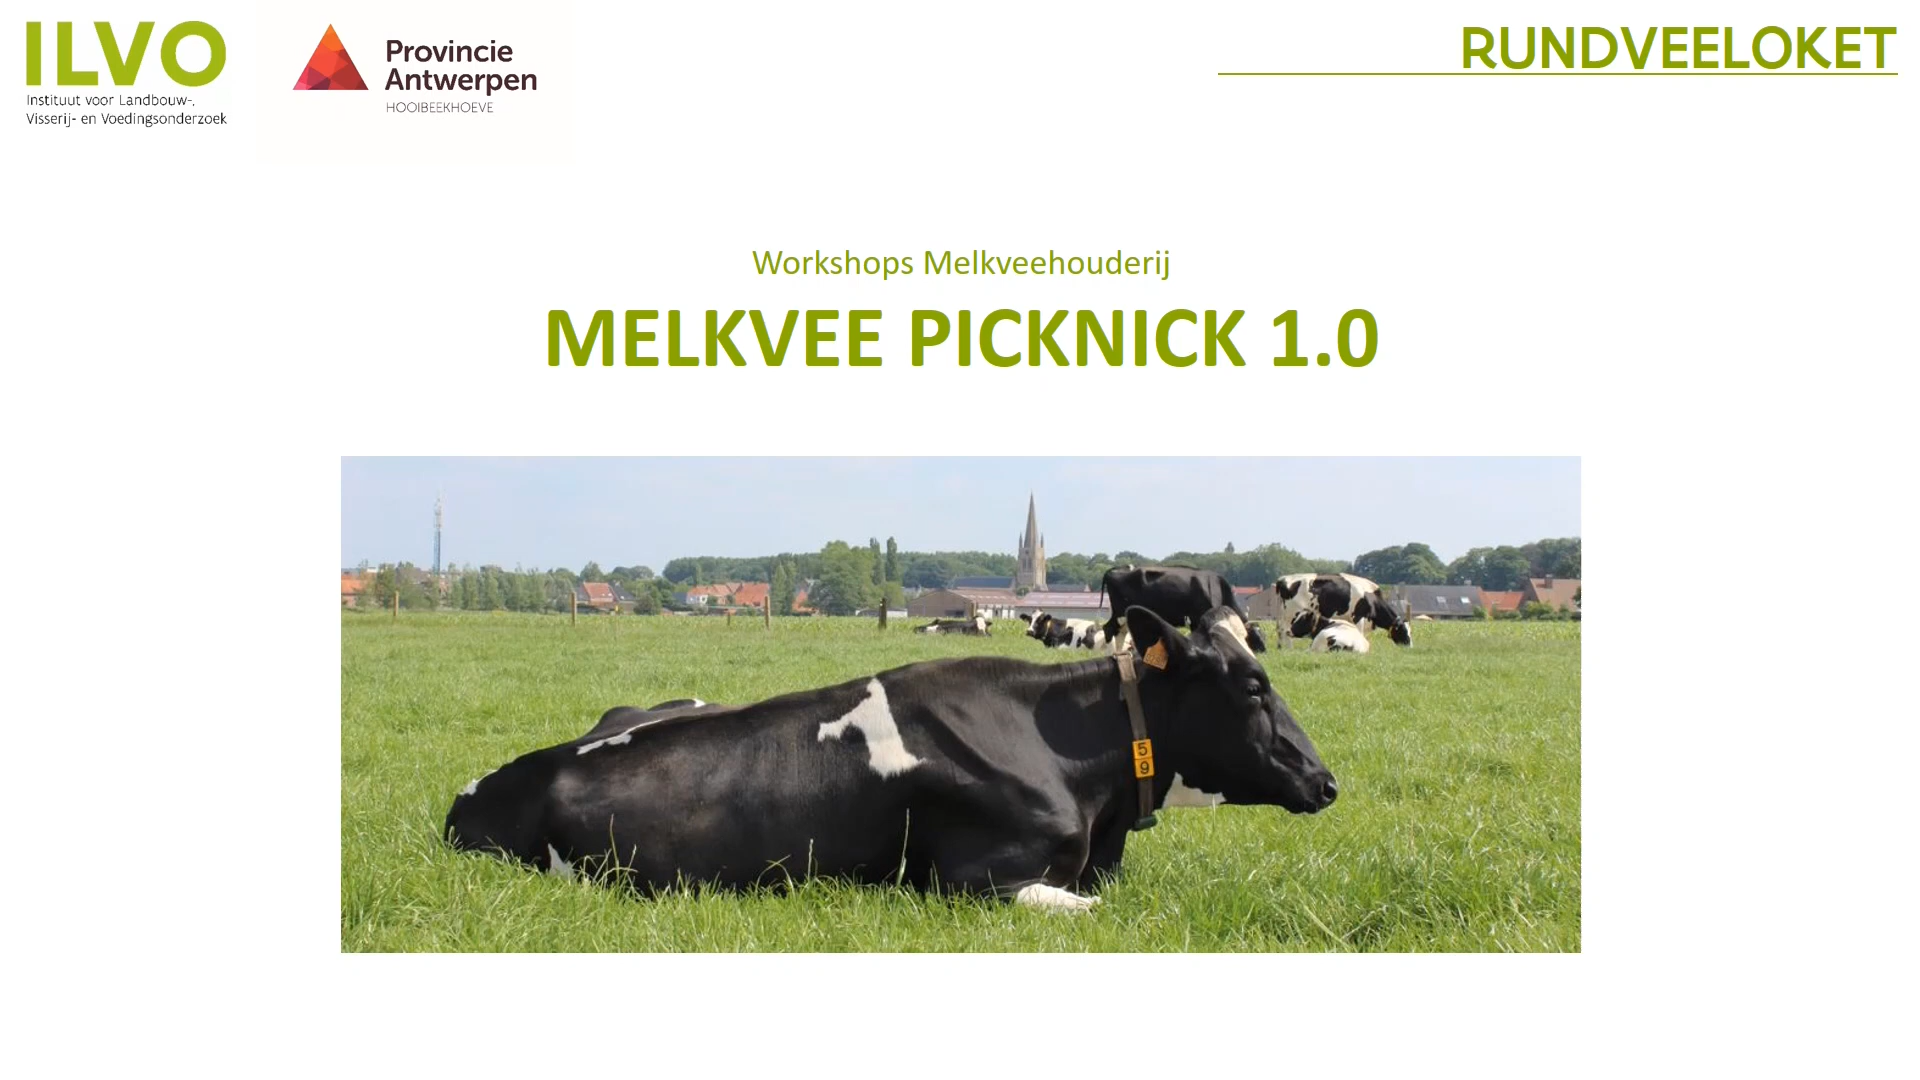 ILVO
Instituut voor Landbouw-,
Visserij- en Voedingsonderzoek
Provincie
Antwerpen
HOOIBEEKHOEVE
RUNDVEELOKET
Workshops Melkveehouderij
MELKVEE PICKNICK 1.0
5
9